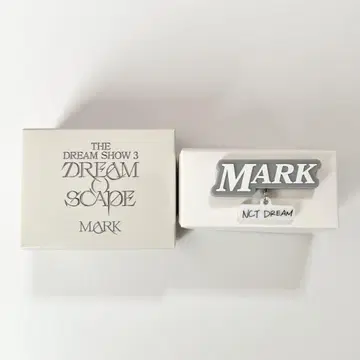 THE
DREAM SHOW 3
DREAM
SCAPE
MARK
MARK
NCT DREAM